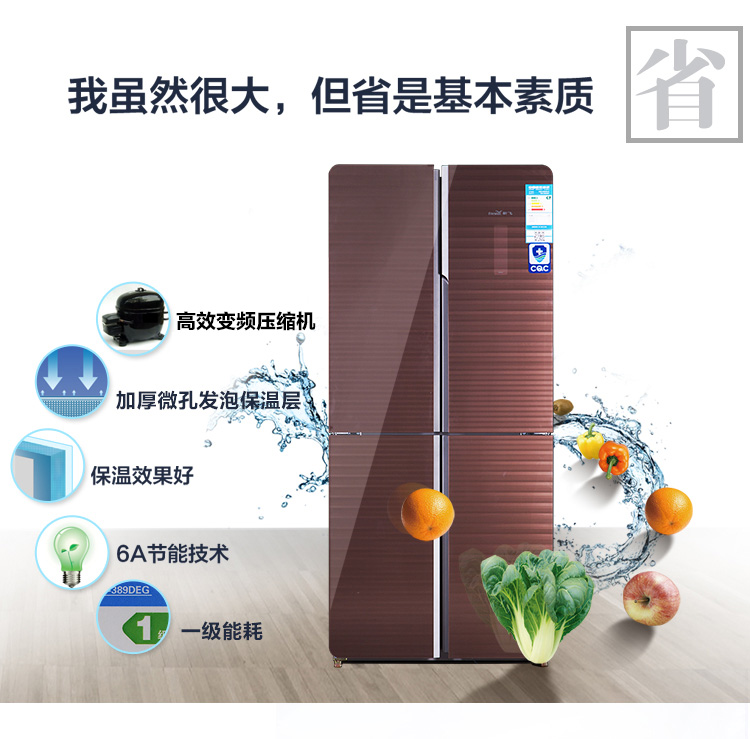 省
我虽然很大，但省是基本素质
CQC
高效变频压缩机
加厚微孔发泡保温层
保温效果好
6A节能技术
-389DEG
1级
一级能耗